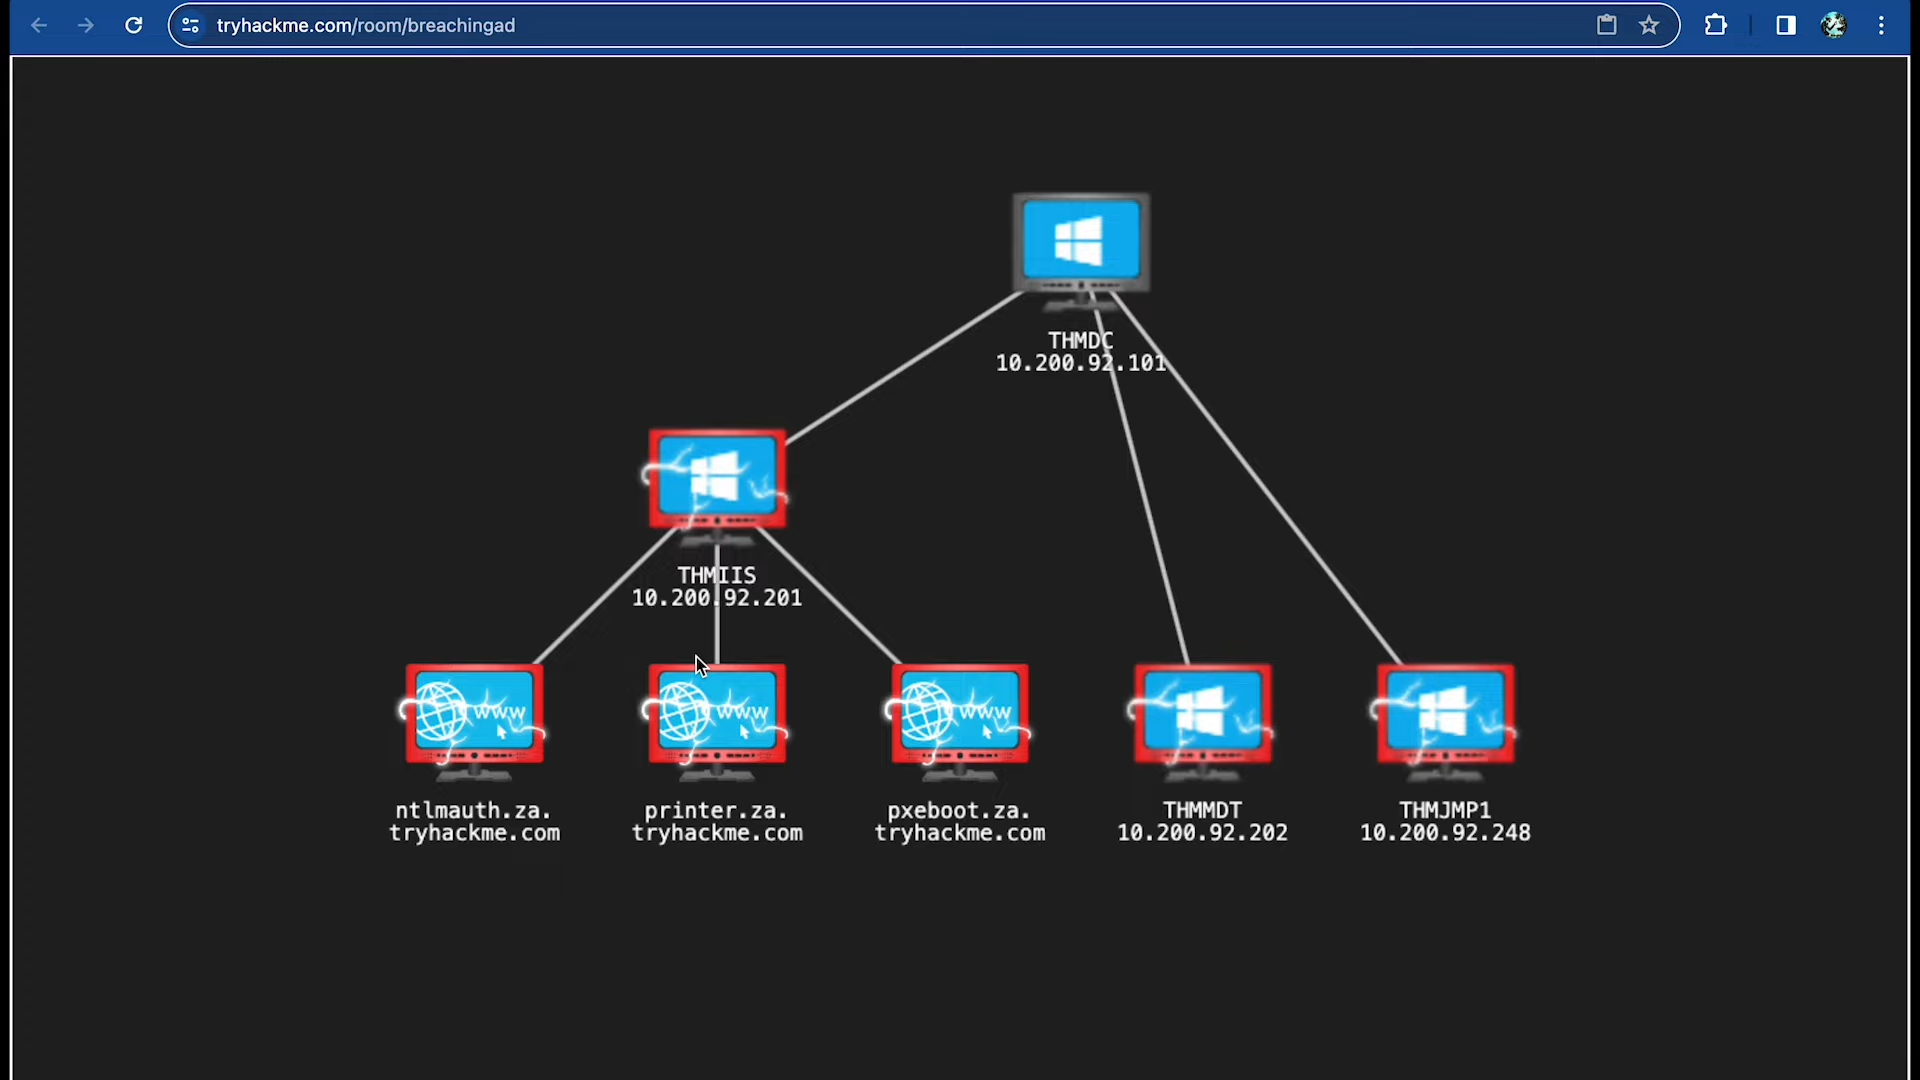 tryhackme.com/room/breachingad
THMDC
10.200.92.101
THMIIS
10.200.92.201
www
www
www
ntlmauth.za.
tryhackme.com
printer.za.
tryhackme.com
pxeboot.za.
tryhackme.com
THMMDT
10.200.92.202
THMJMP1
10.200.92.248